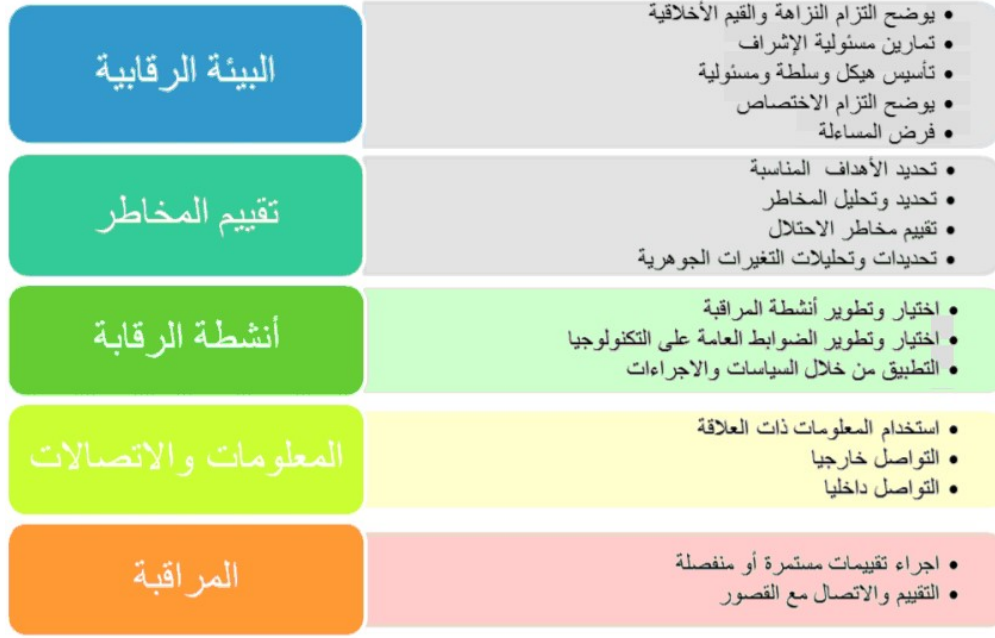 البيئة الرقابية
• يوضح التزام النزاهة والقيم الأخلاقية
• تمارين مسئولية الإشراف
• تأسيس هيكل وسلطة ومسئولية
• يوضح التزام الاختصاص
• فرض المساءلة
تقييم المخاطر
• تحديد الأهداف المناسبة
• تحديد وتحليل المخاطر
• تقييم مخاطر الاحتلال
• تحديدات وتحليلات التغيرات الجوهرية
أنشطة الرقابة
• اختيار وتطوير أنشطة المراقبة
• اختيار وتطوير الضوابط العامة على التكنولوجيا
• التطبيق من خلال السياسات والاجراءات
المعلومات والاتصالات
• استخدام المعلومات ذات العلاقة
• التواصل خارجيا
• التواصل داخليا
المراقبة
• اجراء تقييمات مستمرة أو منفصلة
• التقييم والاتصال مع القصور